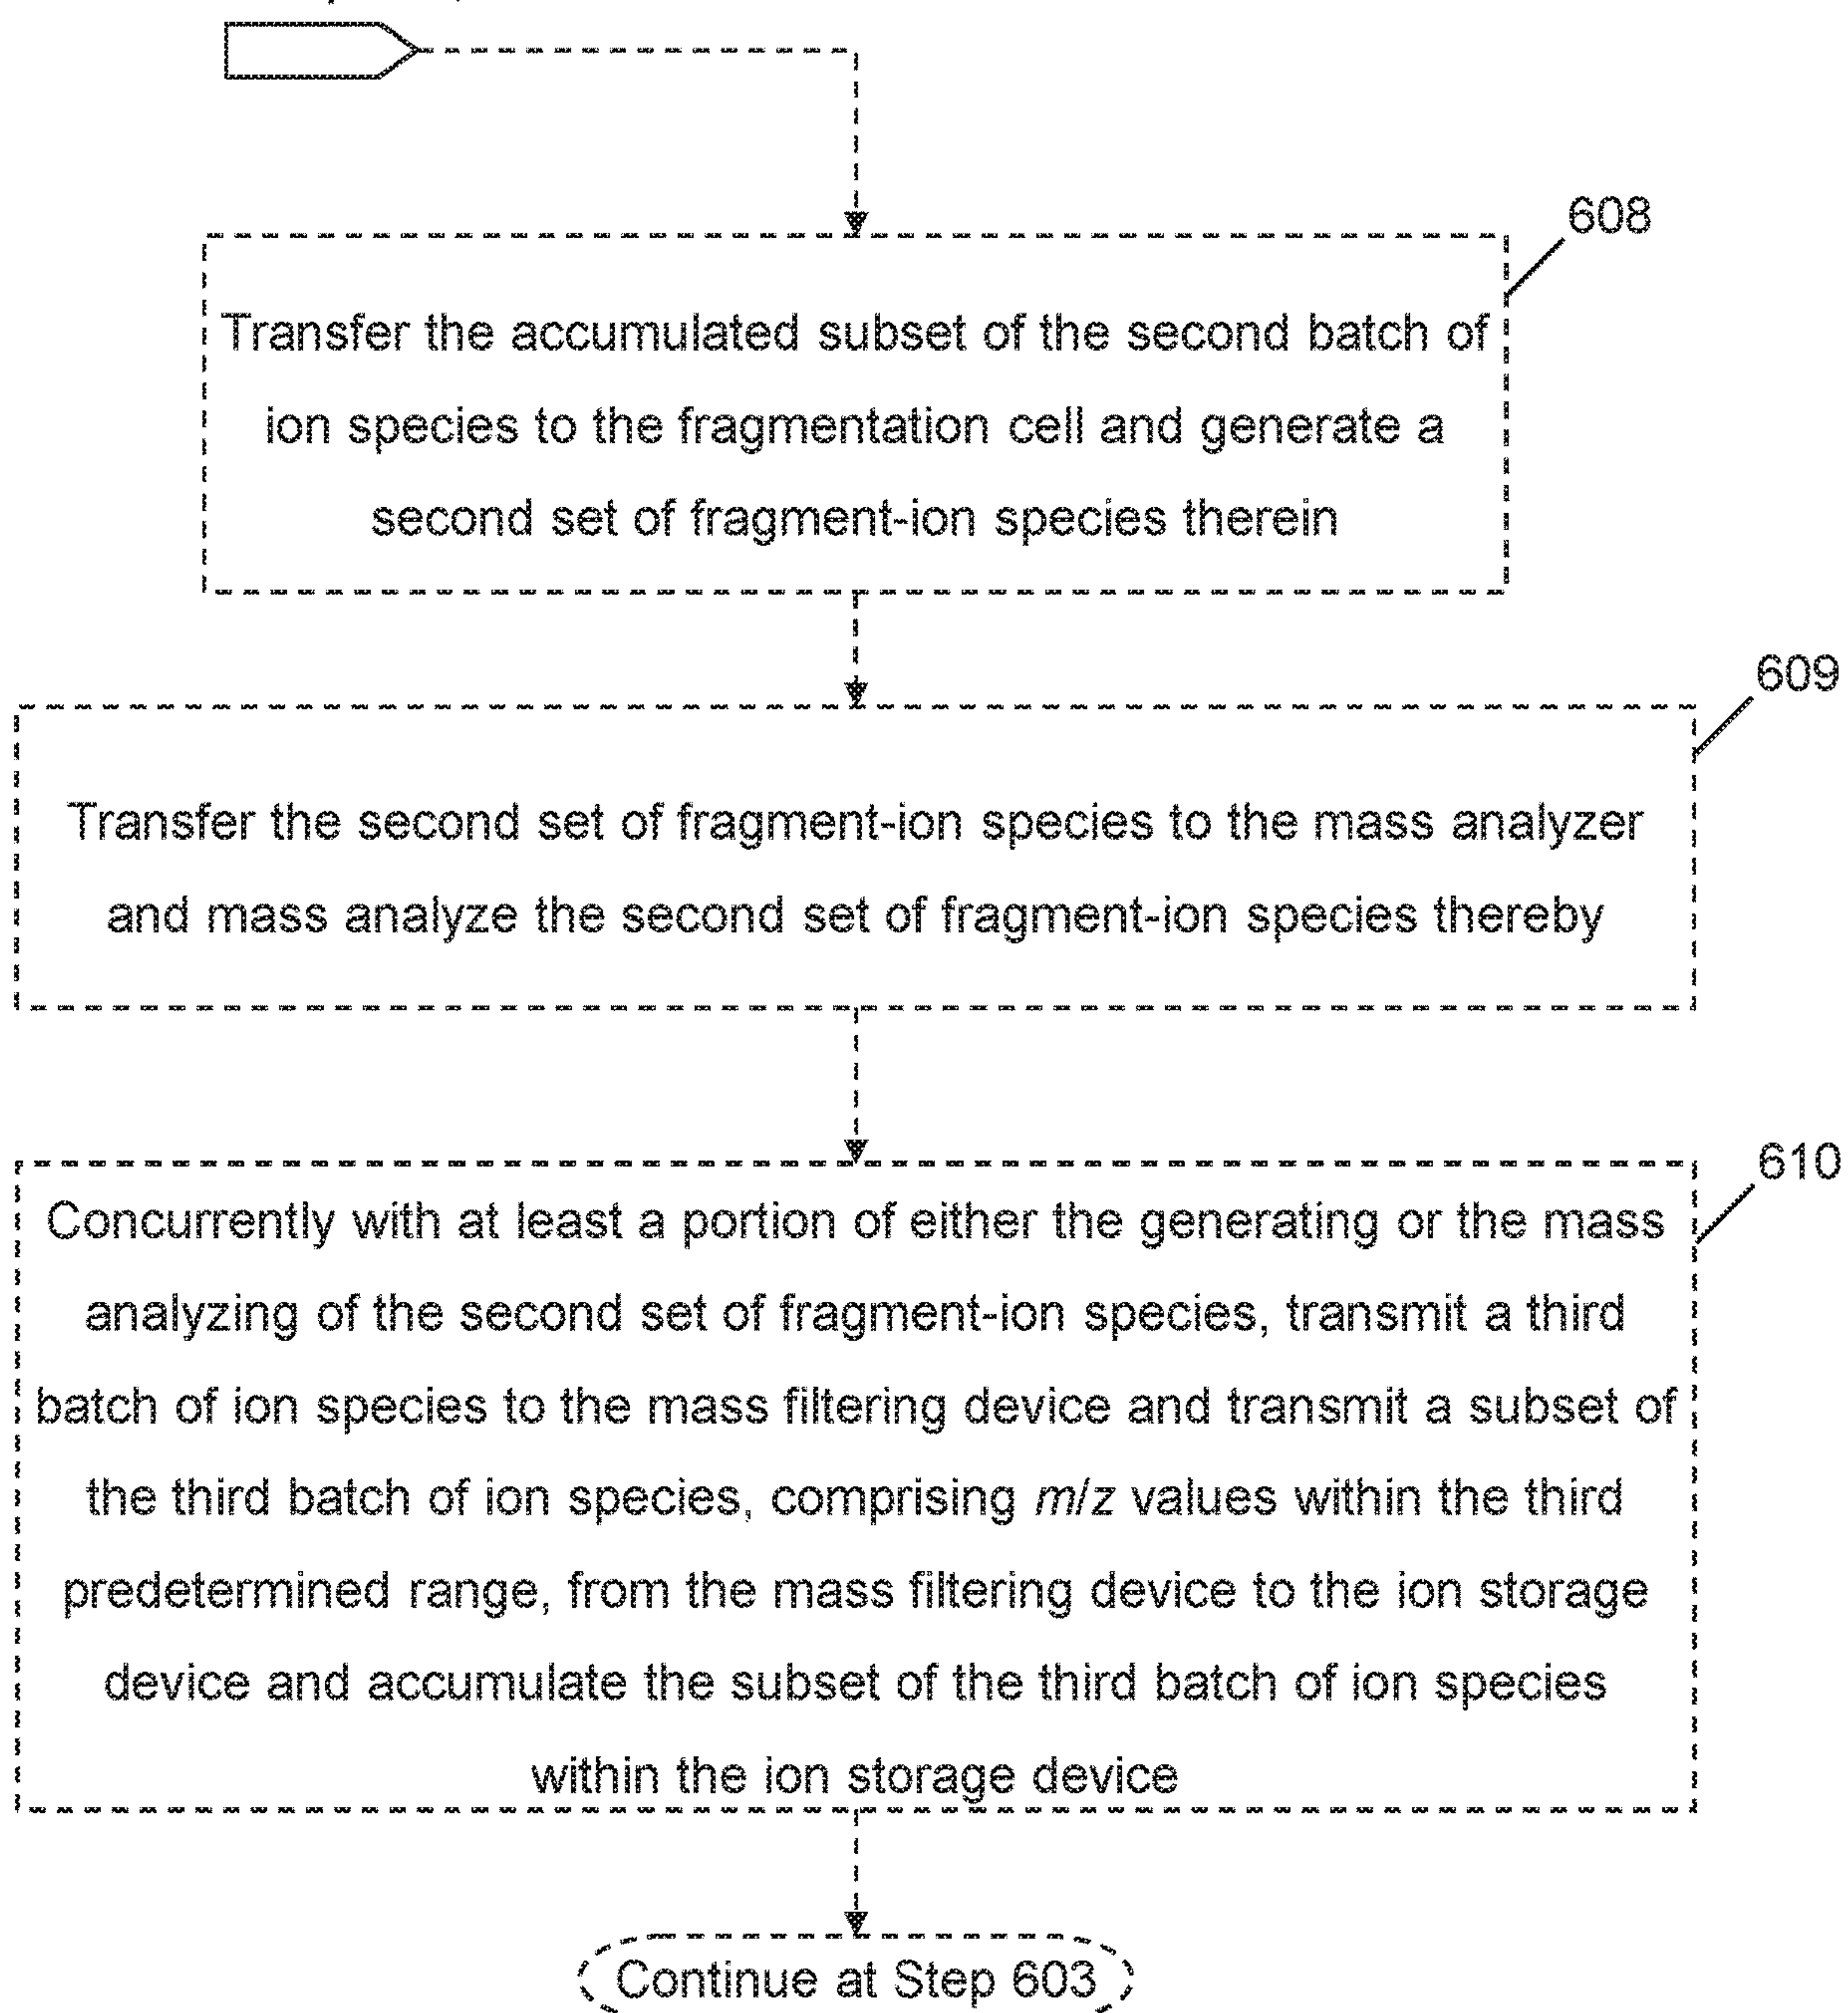 608
Transfer the accumulated subset of the second batch of
ion species to the fragmentation cell and generate a
second set of fragment-ion species therein
609
Transfer the second set of fragment-ion species to the mass analyzer
and mass analyze the second set of fragment-ion species thereby
610
Concurrently with at least a portion of either the generating or the mass
analyzing of the second set of fragment-ion species, transmit a third
batch of ion species to the mass filtering device and transmit a subset of
the third batch of ion species, comprising m/z values within the third
predetermined range, from the mass filtering device to the ion storage
device and accumulate the subset of the third batch of ion species
within the ion storage device
Continue at Step 603